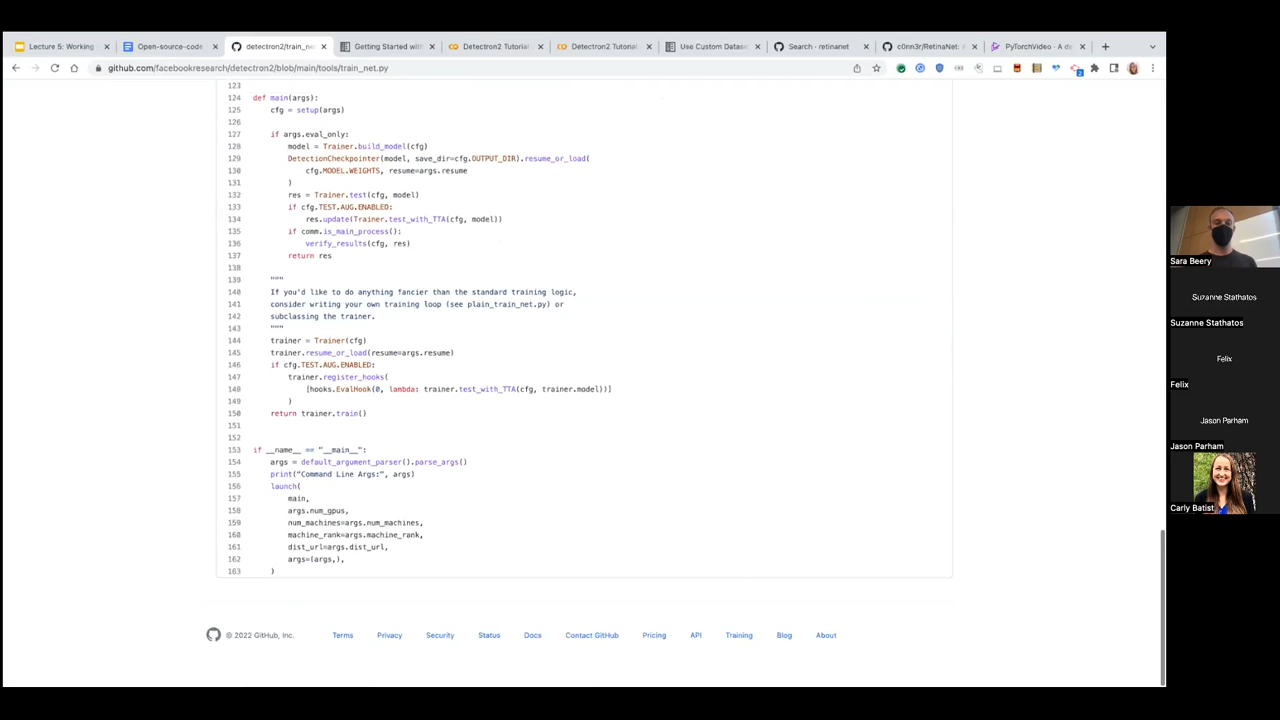 Lecture 5: Working
Open-source-code
detectron2/train_ne
Getting Started with
Detectron2 Tutorial
Detectron2 Tutorial
Use Custom Datase
Search · retinanet
c0nn3r/RetinaNet:
PyTorchVideo · A de
github.com/facebookresearch/detectron2/blob/main/tools/train_net.py
123
124 def main(args):
125 cfg = setup(args)
126
127 if args.eval_only:
128 model = Trainer.build_model(cfg)
129 DetectionCheckpointer(model, save_dir=cfg.OUTPUT_DIR).resume_or_load(
130 cfg.MODEL.WEIGHTS, resume=args.resume
131 )
132 res = Trainer.test(cfg, model)
133 if cfg.TEST.AUG.ENABLED:
134 res.update(Trainer.test_with_TTA(cfg, model))
135 if comm.is_main_process():
136 verify_results(cfg, res)
137 return res
138
139 """
140 If you'd like to do anything fancier than the standard training logic,
141 consider writing your own training loop (see plain_train_net.py) or
142 subclassing the trainer.
143 """
144 trainer = Trainer(cfg)
145 trainer.resume_or_load(resume=args.resume)
146 if cfg.TEST.AUG.ENABLED:
147 trainer.register_hooks(
148 [hooks.EvalHook(0, lambda: trainer.test_with_TTA(cfg, trainer.model))]
149 )
150 return trainer.train()
151
152
153 if __name__ == "__main__":
154 args = default_argument_parser().parse_args()
155 print("Command Line Args:", args)
156 launch(
157 main,
158 args.num_gpus,
159 num_machines=args.num_machines,
160 machine_rank=args.machine_rank,
161 dist_url=args.dist_url,
162 args=(args,),
163 )
© 2022 GitHub, Inc. Terms Privacy Security Status Docs Contact GitHub Pricing API Training Blog About
Sara Beery
Suzanne Stathatos
Suzanne Stathatos
Felix
Felix
Jason Parham
Jason Parham
Carly Batist